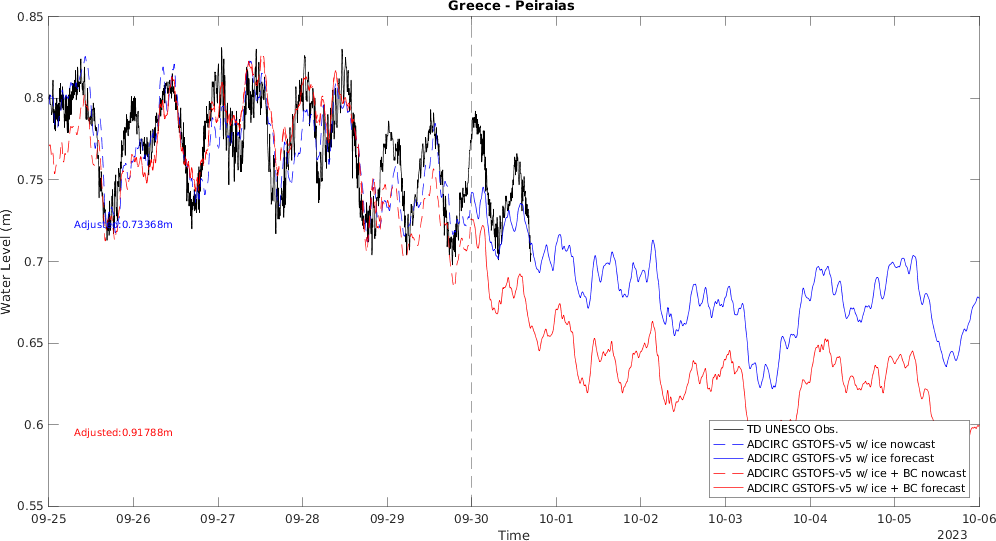 Greece - Peiraias
0.85
0.8
0.75
0.7
0.65
0.6
0.55
Water Level (m)
Adjusted:0.73368m
Adjusted:0.91788m
TD UNESCO Obs.
ADCIRC GSTOFS-v5 w/ ice nowcast
ADCIRC GSTOFS-v5 w/ ice forecast
ADCIRC GSTOFS-v5 w/ ice + BC nowcast
ADCIRC GSTOFS-v5 w/ ice + BC forecast
09-25 09-26 09-27 09-28 09-29 09-30 10-01 10-02 10-03 10-04 10-05 10-06
Time
2023